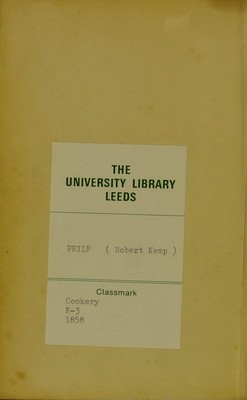 THE
UNIVERSITY LIBRARY
LEEDS
PHILP ( Robert Kemp )
Classmark
Cookery
K-3
1858